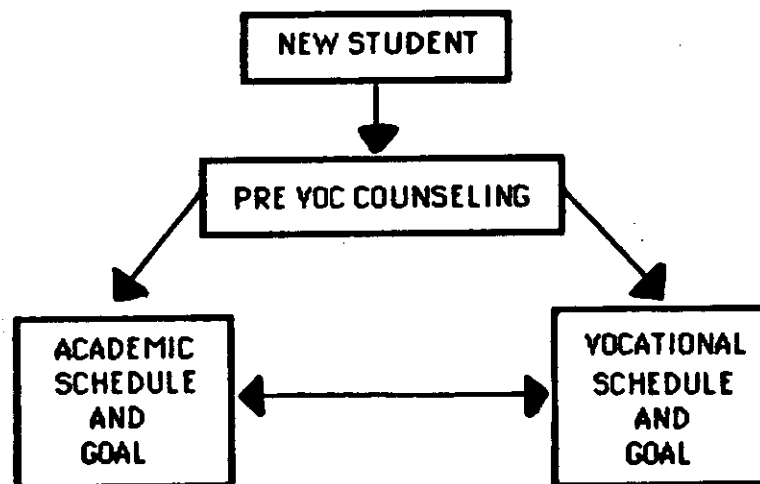 NEW STUDENT
PRE VOC COUNSELING
ACADEMIC
SCHEDULE
AND
GOAL
VOCATIONAL
SCHEDULE
AND
GOAL